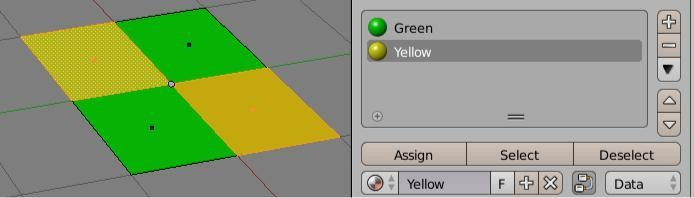 Green
Yellow
Assign Select Deselect
Yellow F Data